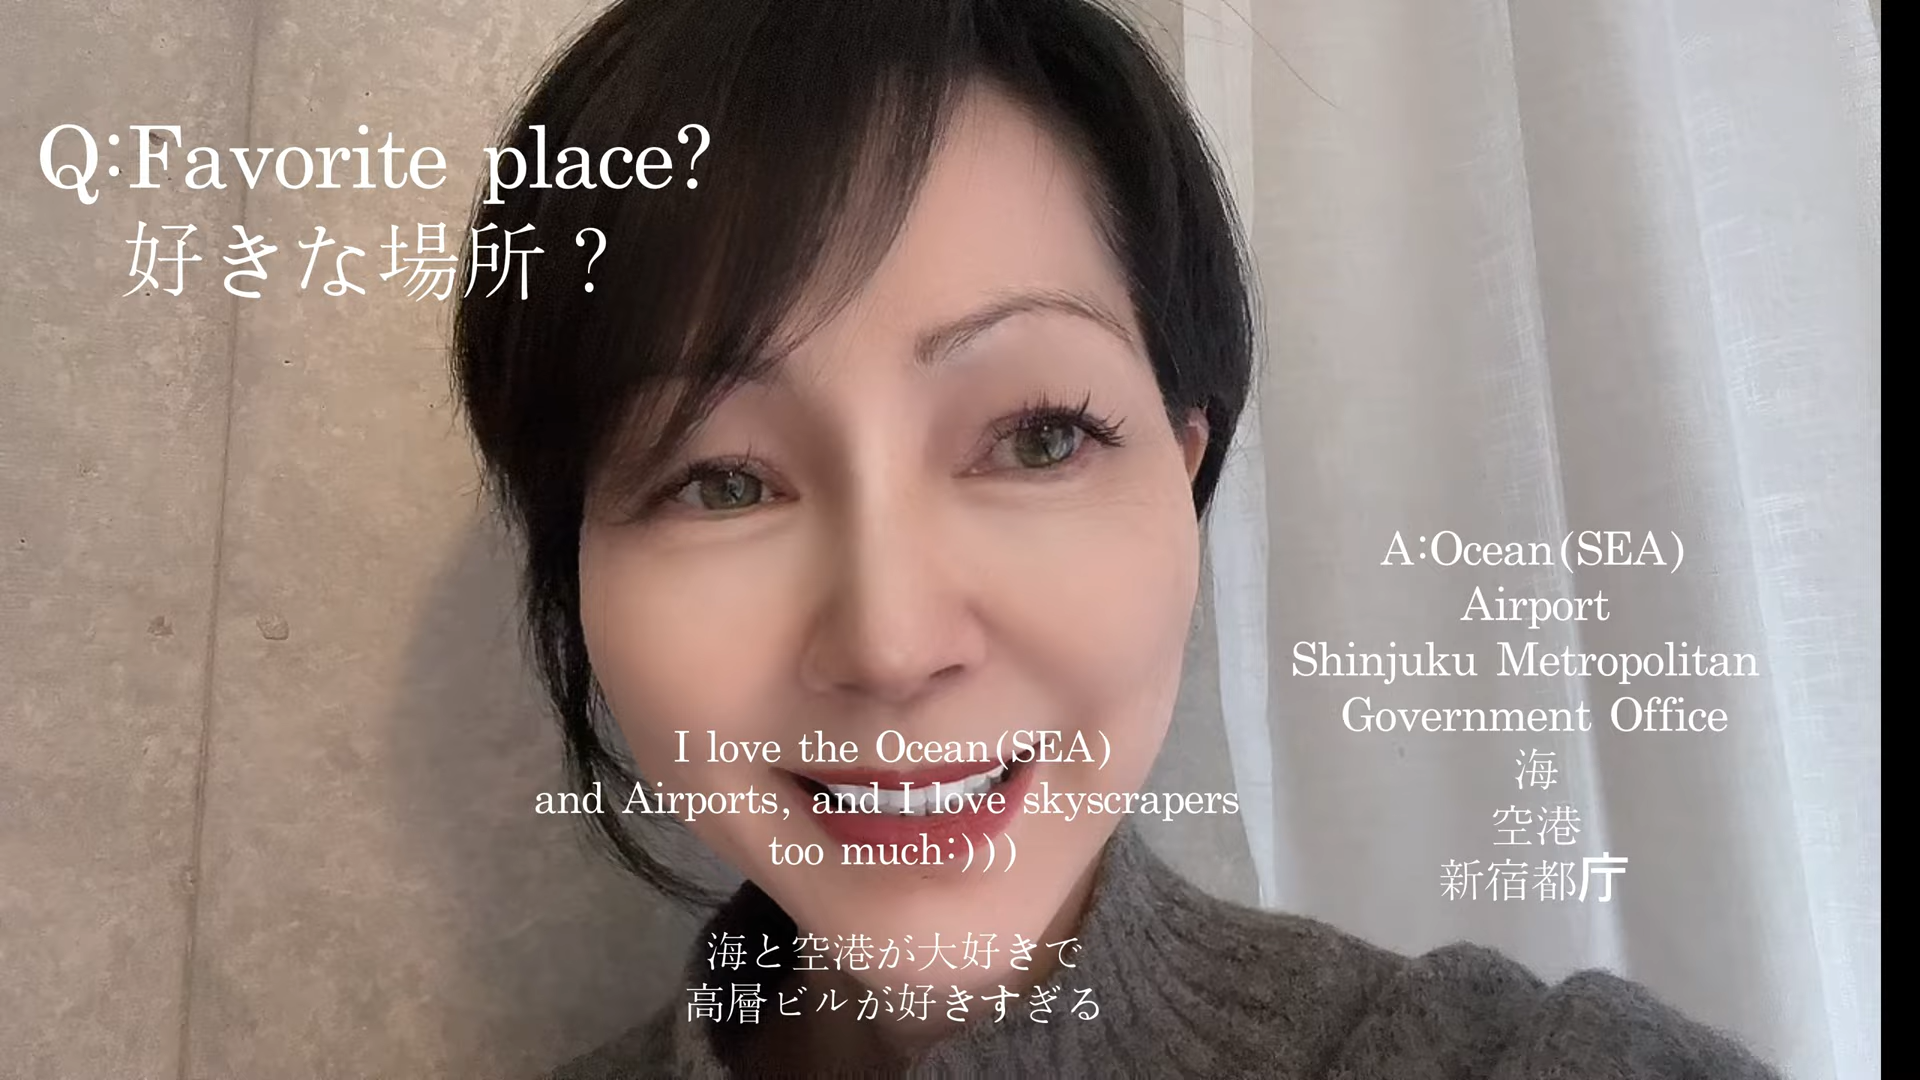 Q:Favorite place?
好きな場所？
A:Ocean(SEA)
Airport
Shinjuku Metropolitan
Government Office
海
空港
新宿都庁
I love the Ocean(SEA)
and Airports, and I love skyscrapers
too much:)))
海と空港が大好きで
高層ビルが好きすぎる